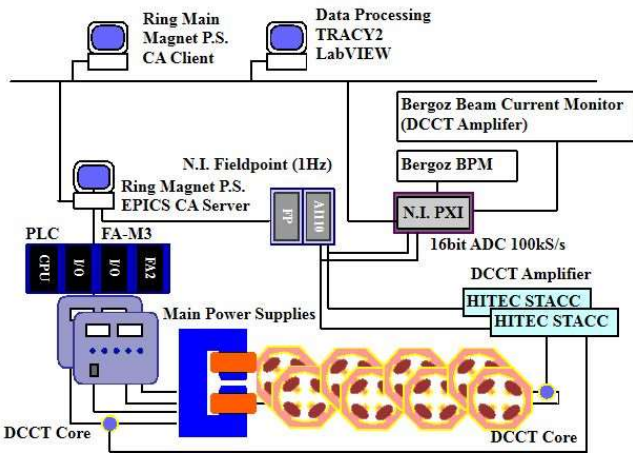 Ring Main
Magnet P.S.
CA Client
Data Processing
TRACY2
LabVIEW
Bergoz Beam Current Monitor
(DCCT Amplifer)
N.I. Fieldpoint (1Hz)
Bergoz BPM
Ring Magnet P.S.
EPICS CA Server
FP
AI110
N.I. PXI
16bit ADC 100kS/s
PLC
FA-M3
CPU
I/O
I/O
FA2
DCCT Amplifier
HITEC STACC
HITEC STACC
Main Power Supplies
DCCT Core
DCCT Core